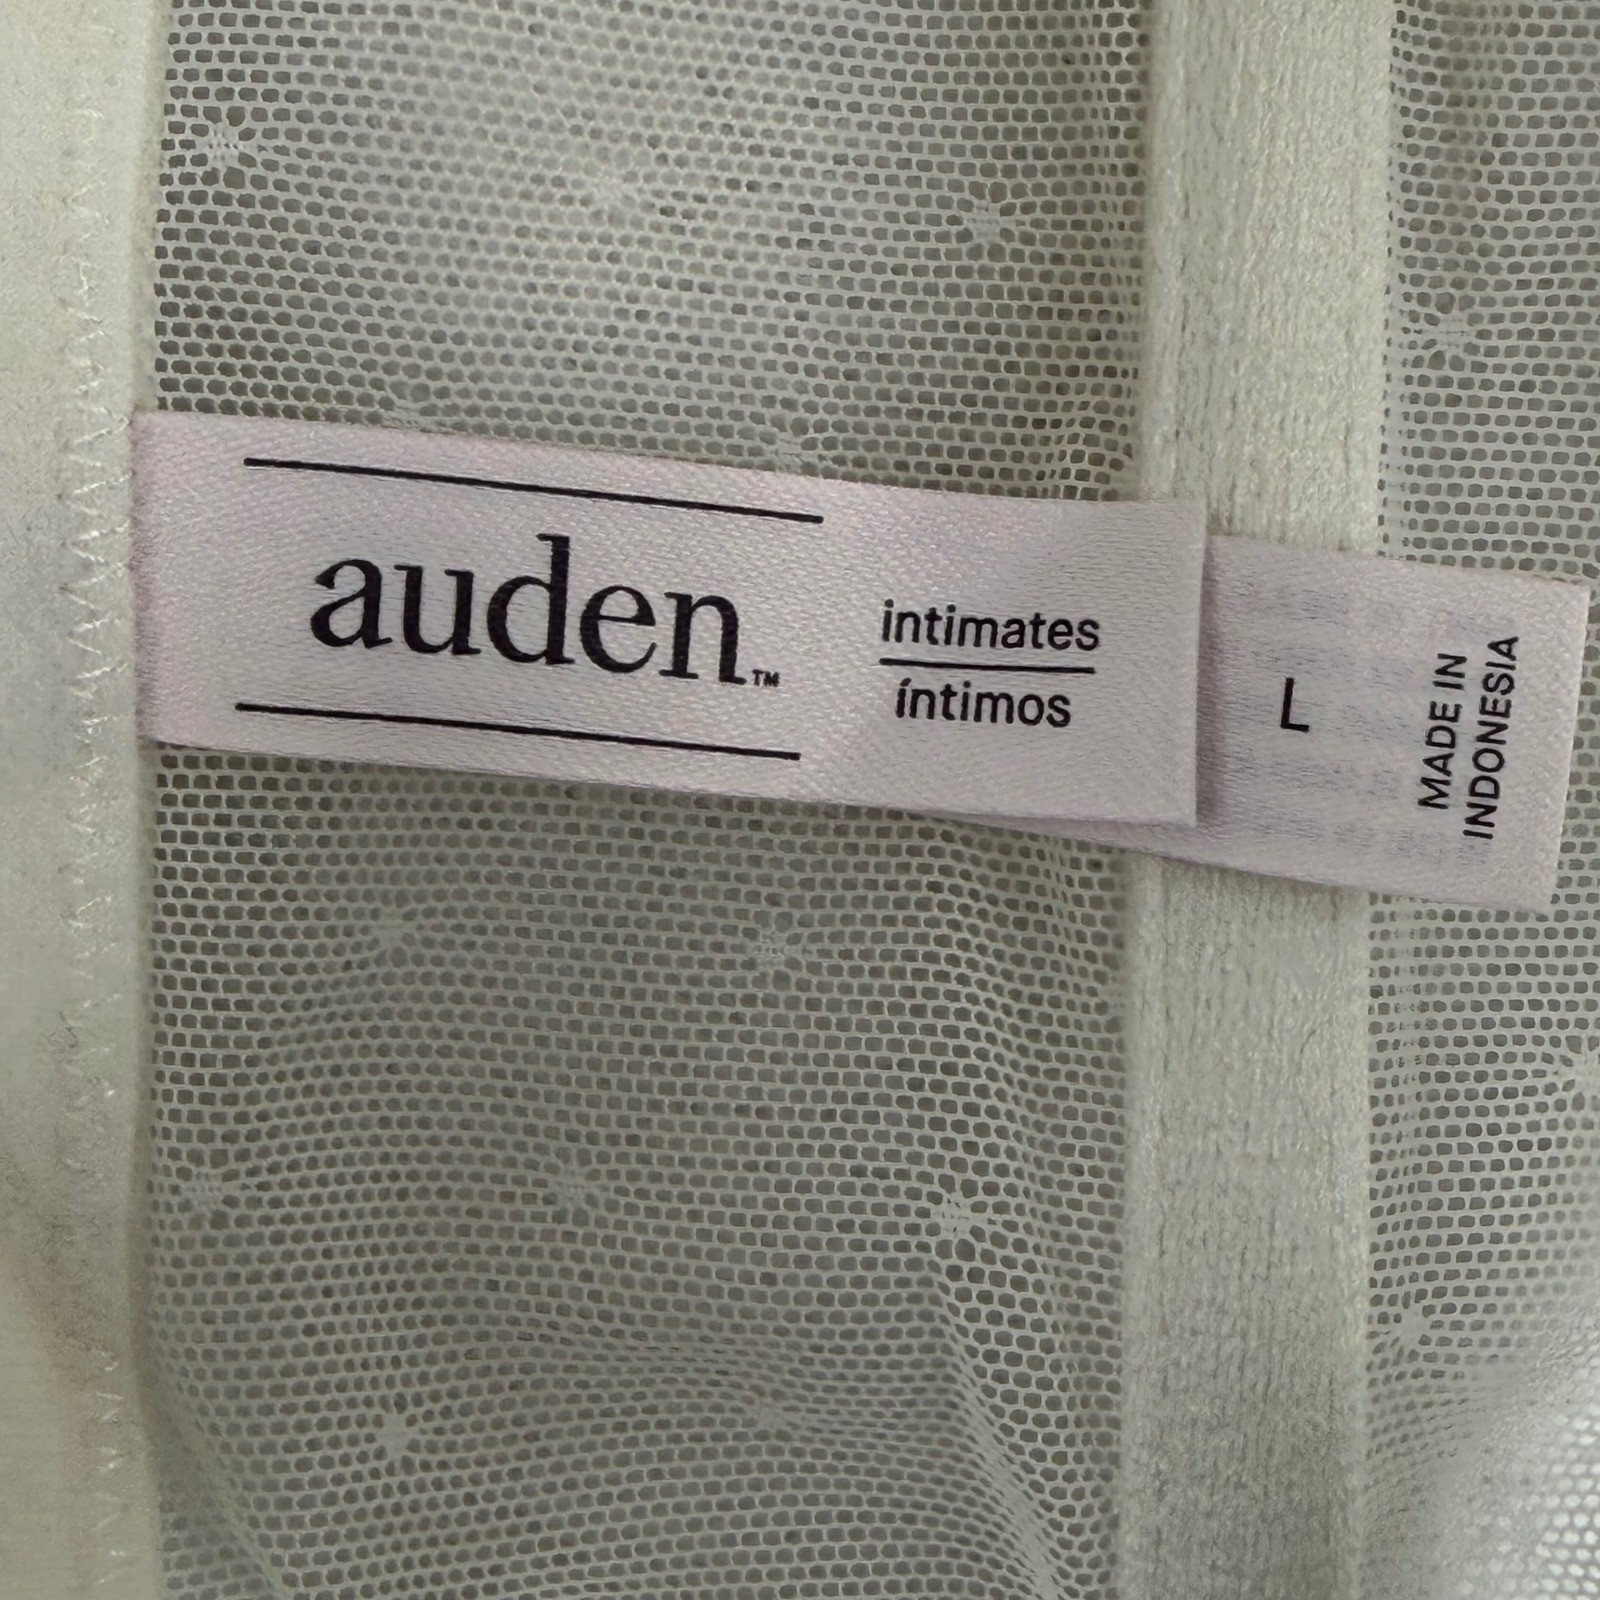 auden™
intimates
íntimos
L
MADE IN
INDONESIA